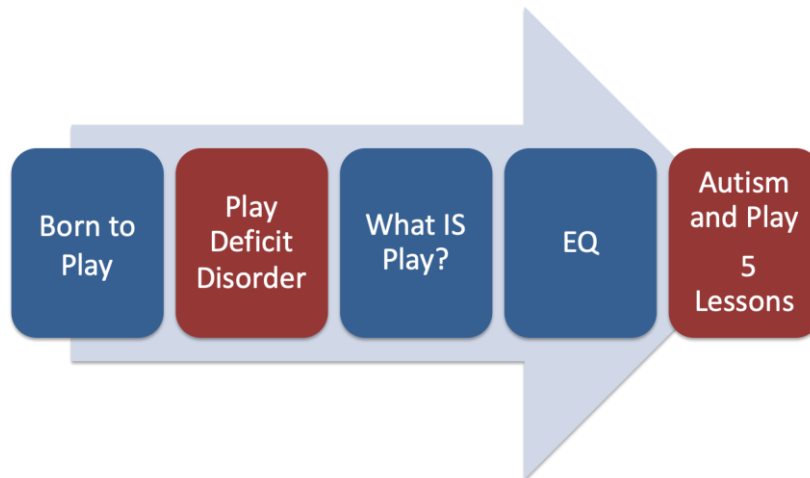 Born to
Play
Play
Deficit
Disorder
What IS
Play?
EQ
Autism
and Play
5
Lessons